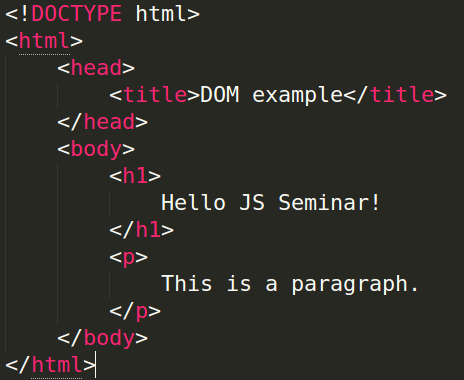 <!DOCTYPE html>
<html>
    <head>
        <title>DOM example</title>
    </head>
    <body>
        <h1>
            Hello JS Seminar!
        </h1>
        <p>
            This is a paragraph.
        </p>
    </body>
</html>